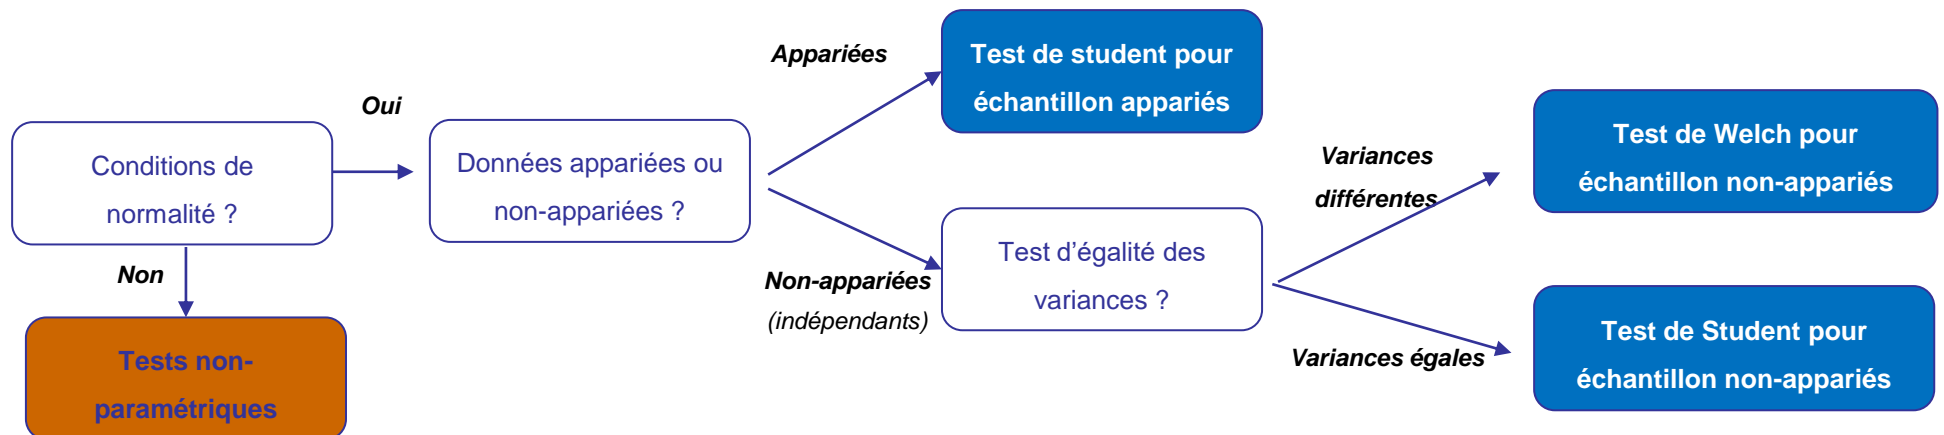 Conditions de
normalité ?
Oui
Non
Tests non-
paramétriques
Données appariées ou
non-appariées ?
Appariées
Test de student pour
échantillon appariés
Non-appariées
(indépendants)
Test d’égalité des
variances ?
Variances
différentes
Test de Welch pour
échantillon non-appariés
Variances égales
Test de Student pour
échantillon non-appariés